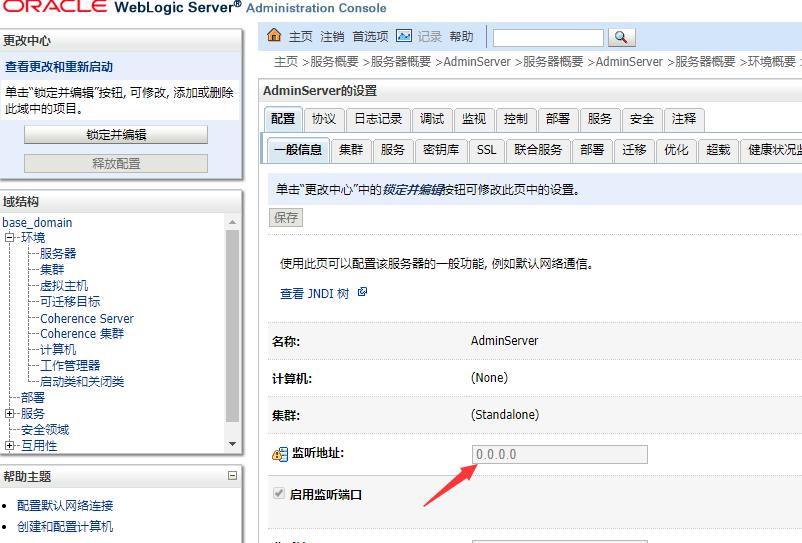 ORACLE WebLogic Server® Administration Console
更改中心
查看更改和重新启动
单击“锁定并编辑”按钮, 可修改, 添加或删除
此域中的项目。
锁定并编辑
释放配置
域结构
base_domain
环境
服务器
集群
虚拟主机
可迁移目标
Coherence Server
Coherence 集群
计算机
工作管理器
启动类和关闭类
部署
服务
安全领域
互用性
帮助主题
配置默认网络连接
创建和配置计算机
主页 注销 首选项 记录 帮助
主页 >服务概要 >服务器概要 >AdminServer >服务器概要 >AdminServer >服务器概要 >环境概要
AdminServer的设置
配置 协议 日志记录 调试 监视 控制 部署 服务 安全 注释
一般信息 集群 服务 密钥库 SSL 联合服务 部署 迁移 优化 超载 健康状况监
单击“更改中心”中的锁定并编辑按钮可修改此页中的设置。
保存
使用此页可以配置该服务器的一般功能, 例如默认网络通信。
查看 JNDI 树
名称: AdminServer
计算机: (None)
集群: (Standalone)
监听地址: 0.0.0.0
启用监听端口